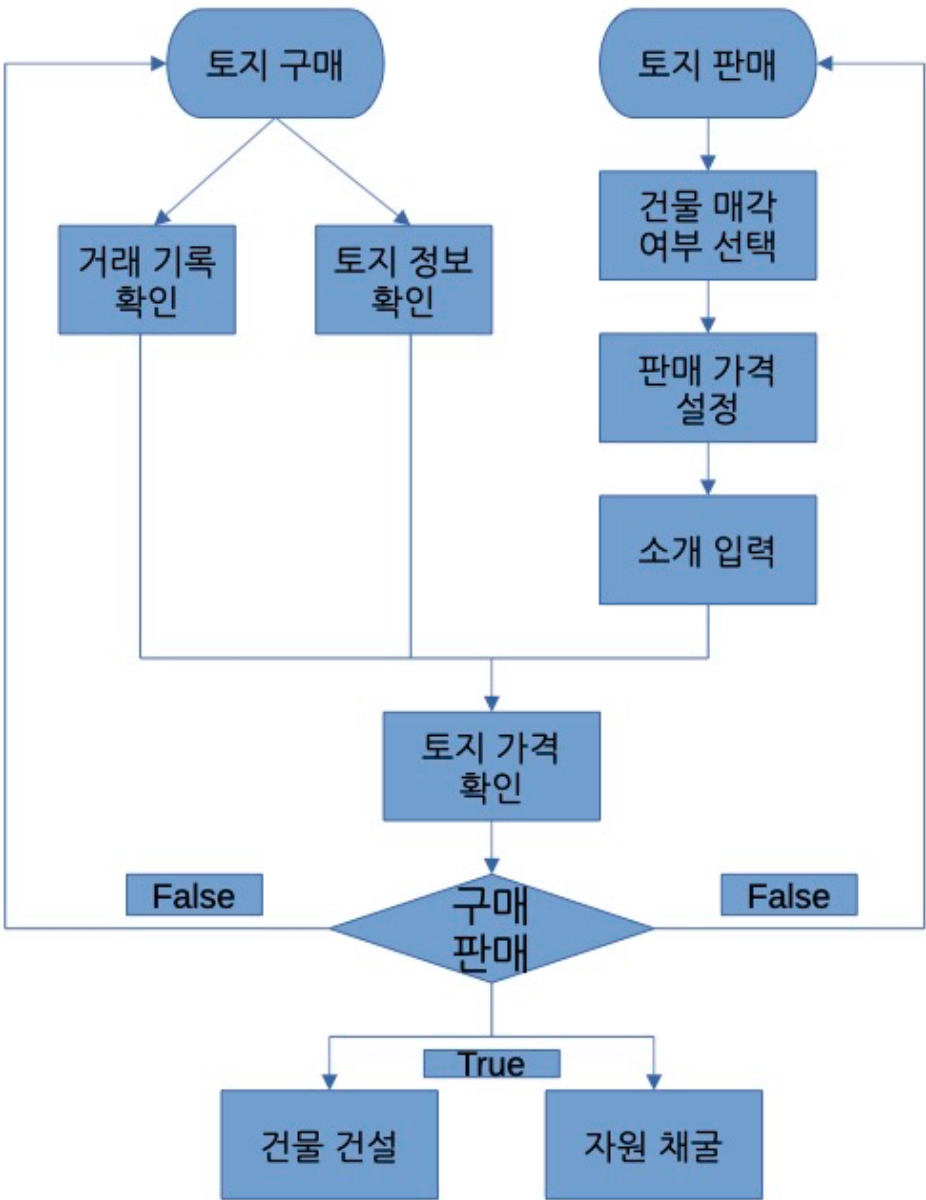 토지 구매
토지 판매
건물 매각
여부 선택
거래 기록
확인
토지 정보
확인
판매 가격
설정
소개 입력
토지 가격
확인
False
구매
판매
False
True
건물 건설
자원 채굴